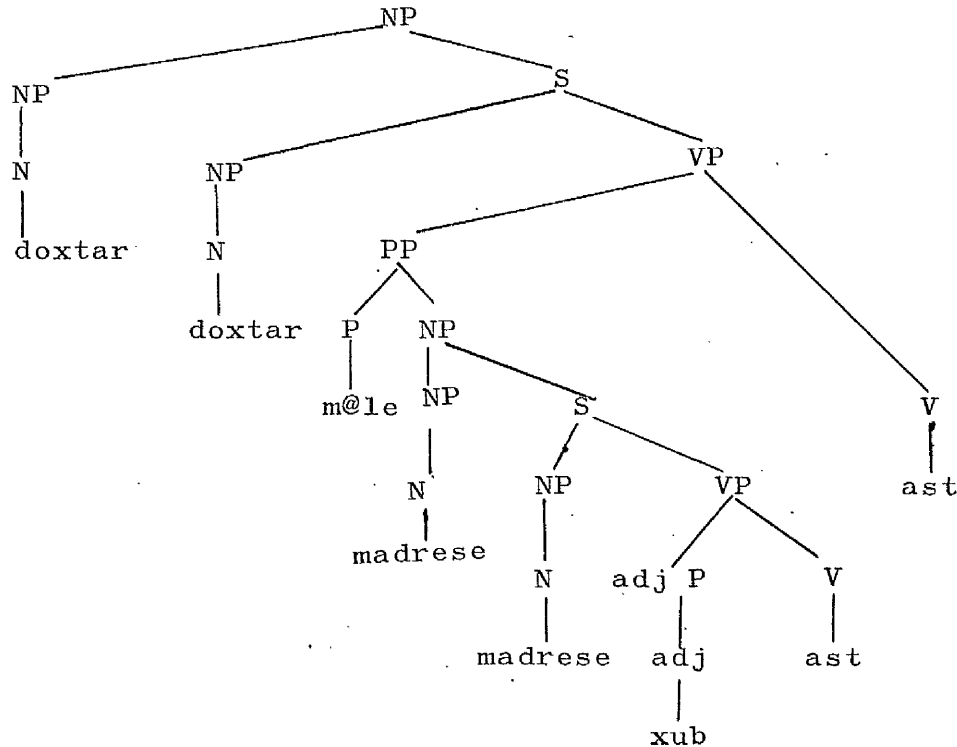 NP
NP S
N NP VP
doxtar N PP
doxtar P NP
m@le NP S V
N NP VP ast
madrese N adj P V
madrese adj ast
xub